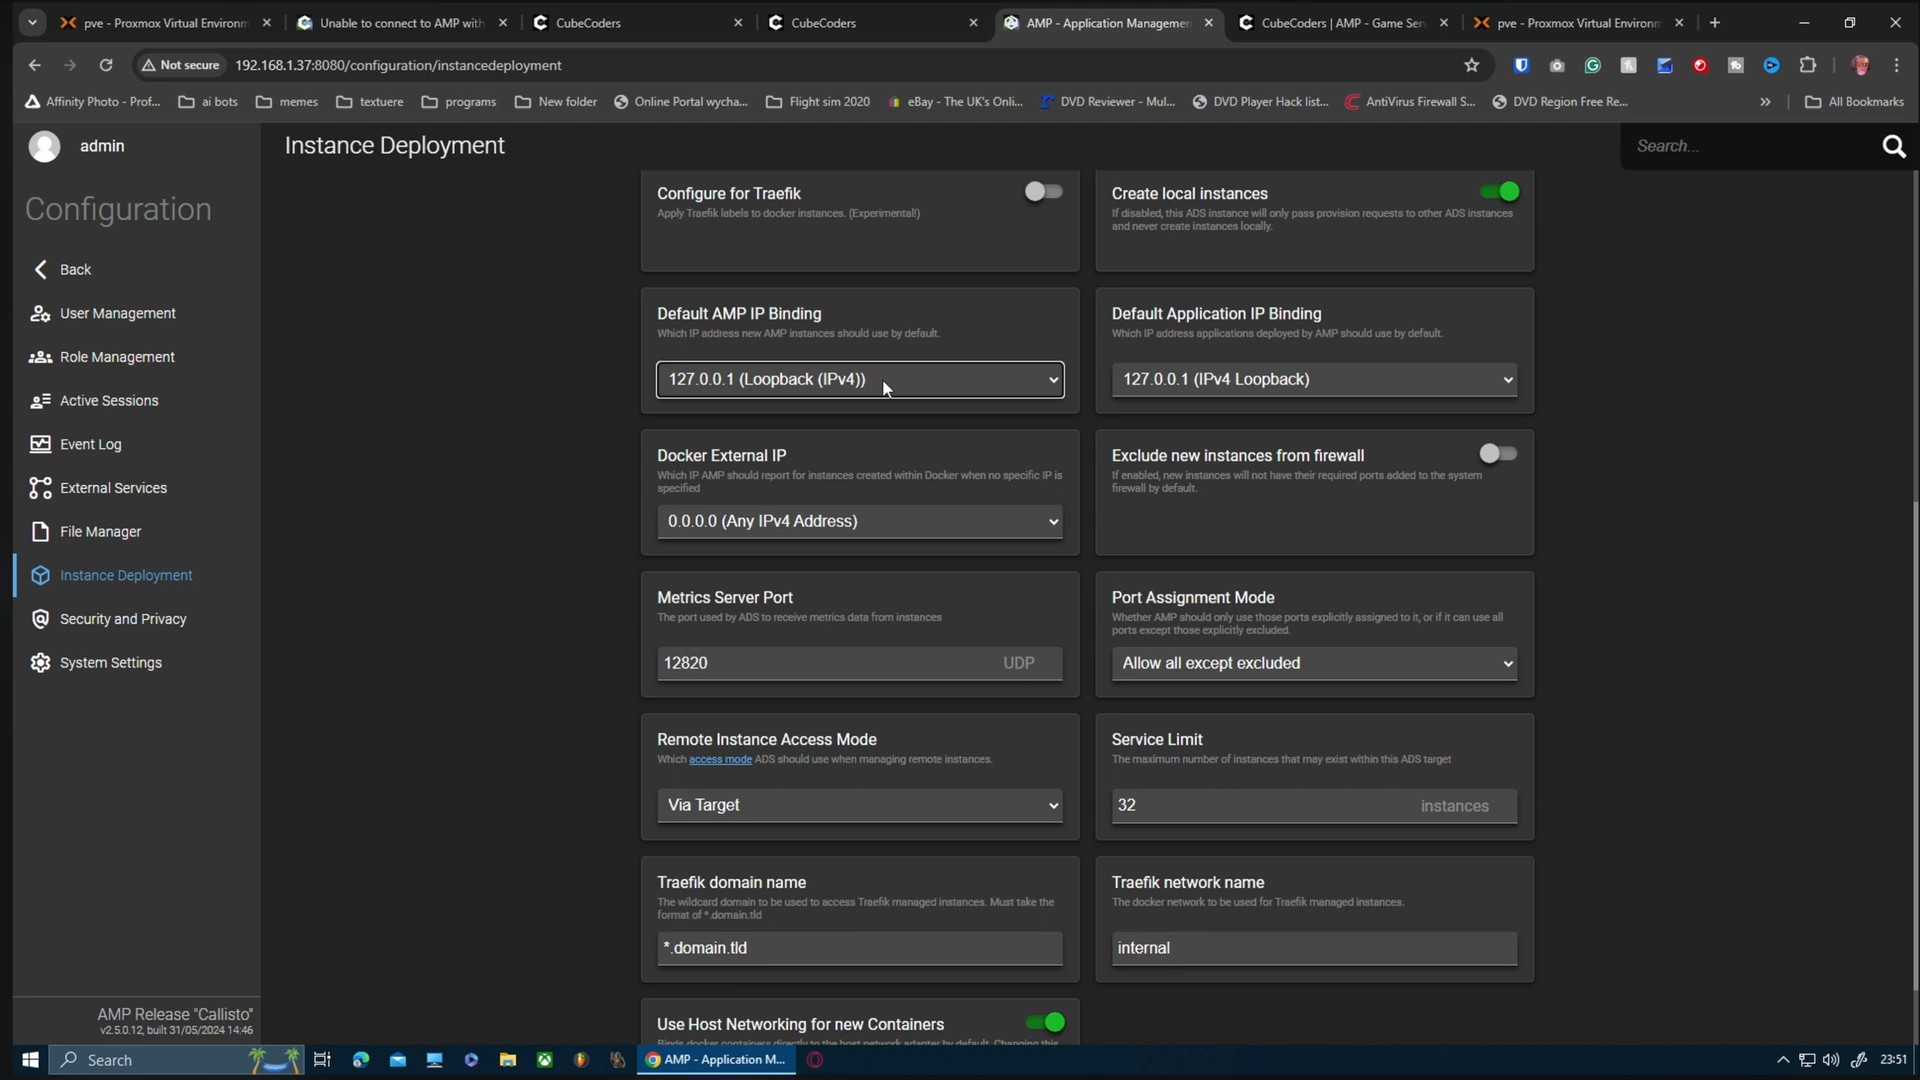 pve - Proxmox Virtual Environm
Unable to connect to AMP with
CubeCoders
CubeCoders
AMP - Application Managemen
CubeCoders | AMP - Game Ser
pve - Proxmox Virtual Environm
Not secure
192.168.1.37:8080/configuration/instancedeployment
Affinity Photo - Prof...
ai bots
memes
textuere
programs
New folder
Online Portal wycha...
Flight sim 2020
eBay - The UK's Onli...
DVD Reviewer - Mul...
DVD Player Hack list...
AntiVirus Firewall S...
DVD Region Free Re...
All Bookmarks
admin
Instance Deployment
Search...
Configuration
Back
User Management
Role Management
Active Sessions
Event Log
External Services
File Manager
Instance Deployment
Security and Privacy
System Settings
AMP Release "Callisto"
v2.5.0.12, built 31/05/2024 14:46
Configure for Traefik
Apply Traefik labels to docker instances. (Experimental!)
Create local instances
If disabled, this ADS instance will only pass provision requests to other ADS instances
and never create instances locally.
Default AMP IP Binding
Which IP address new AMP instances should use by default.
127.0.0.1 (Loopback (IPv4))
Default Application IP Binding
Which IP address applications deployed by AMP should use by default.
127.0.0.1 (IPv4 Loopback)
Docker External IP
Which IP AMP should report for instances created within Docker when no specific IP is
specified
0.0.0.0 (Any IPv4 Address)
Exclude new instances from firewall
If enabled, new instances will not have their required ports added to the system
firewall by default.
Metrics Server Port
The port used by ADS to receive metrics data from instances
12820
UDP
Port Assignment Mode
Whether AMP should only use those ports explicitly assigned to it, or if it can use all
ports except those explicitly excluded.
Allow all except excluded
Remote Instance Access Mode
Which access mode ADS should use when managing remote instances.
Via Target
Service Limit
The maximum number of instances that may exist within this ADS target
32
instances
Traefik domain name
The wildcard domain to be used to access Traefik managed instances. Must take the
format of *.domain.tld
*.domain.tld
Traefik network name
The docker network to be used for Traefik managed instances.
internal
Use Host Networking for new Containers
Binds docker containers directly to the host network adapter by default. Changing this
Search
AMP - Application M...
23:51